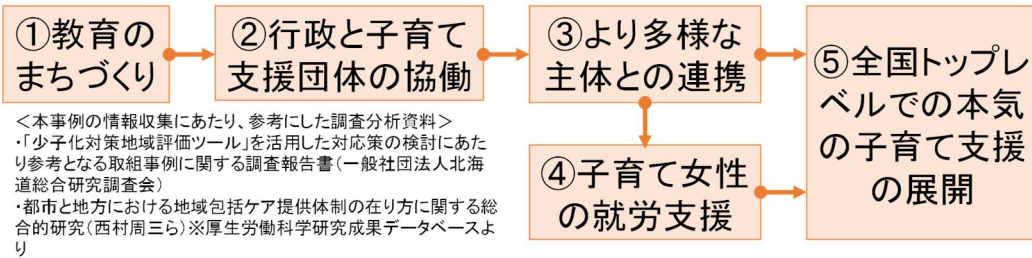 ①教育の
まちづくり
②行政と子育て
支援団体の協働
③より多様な
主体との連携
④子育て女性
の就労支援
⑤全国トップレ
ベルでの本気
の子育て支援
の展開
＜本事例の情報収集にあたり、参考にした調査分析資料＞
・「少子化対策地域評価ツール」を活用した対応策の検討にあた
り参考となる取組事例に関する調査報告書（一般社団法人北海
道総合研究調査会）
・都市と地方における地域包括ケア提供体制の在り方に関する総
合的研究（西村周三ら）※厚生労働科学研究成果データベースよ
り